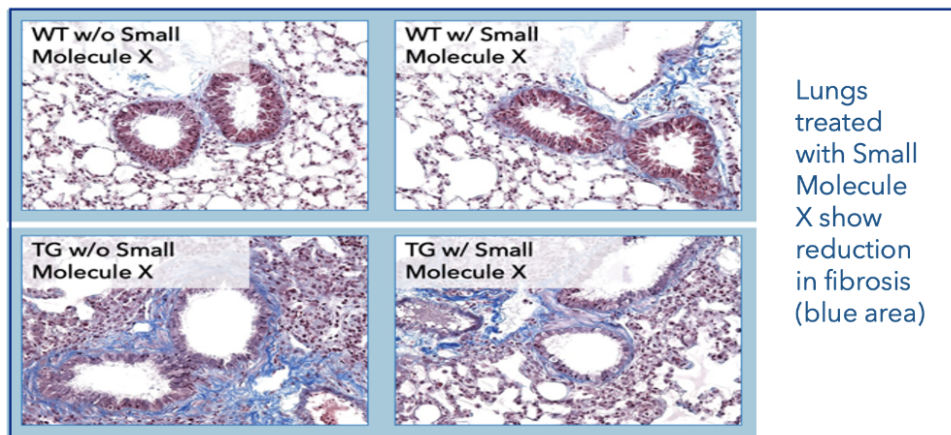 WT w/o Small
Molecule X
WT w/ Small
Molecule X
TG w/o Small
Molecule X
TG w/ Small
Molecule X
Lungs
treated
with Small
Molecule
X show
reduction
in fibrosis
(blue area)